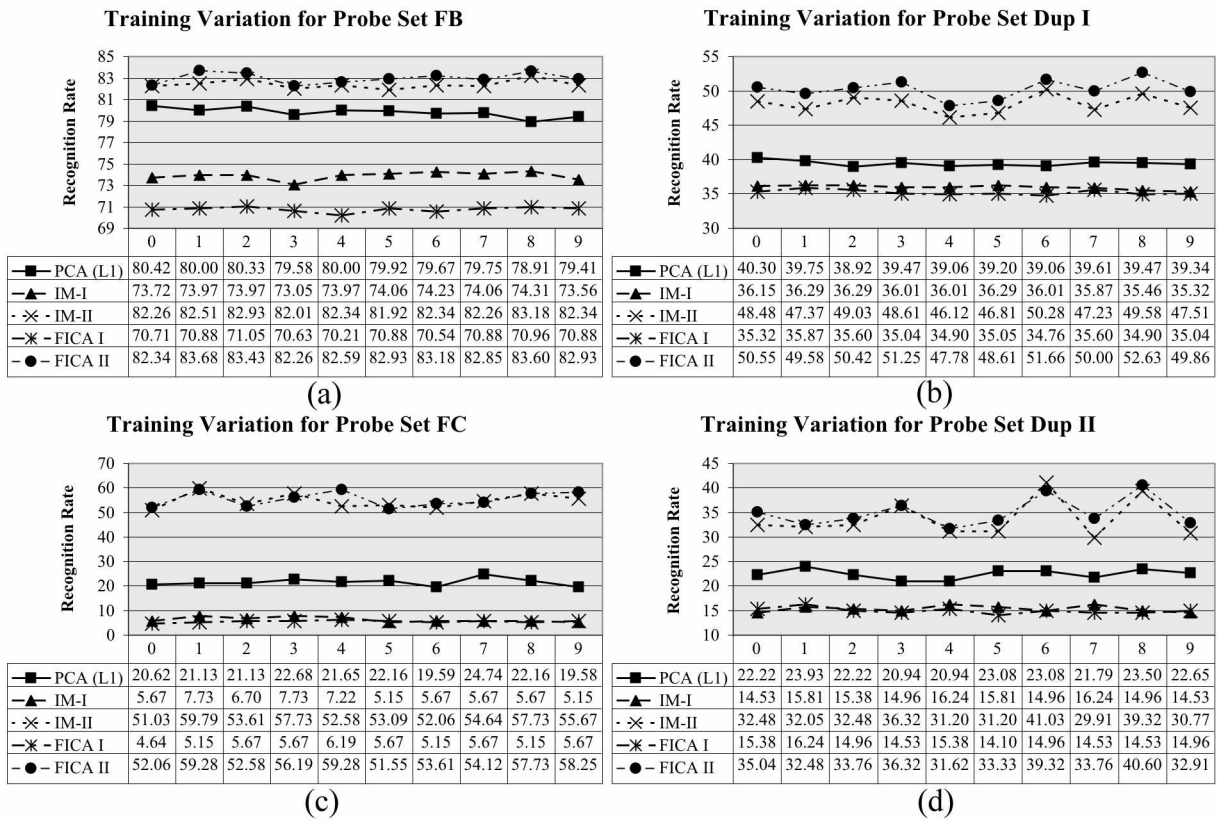 Training Variation for Probe Set FB
Recognition Rate
85
83
81
79
77
75
73
71
69
0 1 2 3 4 5 6 7 8 9
PCA (L1) 80.42 80.00 80.33 79.58 80.00 79.92 79.67 79.75 78.91 79.41
IM-I 73.72 73.97 73.97 73.05 73.97 74.06 74.23 74.06 74.31 73.56
IM-II 82.26 82.51 82.93 82.01 82.34 81.92 82.34 82.26 83.18 82.34
FICA I 70.71 70.88 71.05 70.63 70.21 70.88 70.54 70.88 70.96 70.88
FICA II 82.34 83.68 83.43 82.26 82.59 82.93 83.18 82.85 83.60 82.93
(a)
Training Variation for Probe Set Dup I
Recognition Rate
55
50
45
40
35
30
0 1 2 3 4 5 6 7 8 9
PCA (L1) 40.30 39.75 38.92 39.47 39.06 39.20 39.06 39.61 39.47 39.34
IM-I 36.15 36.29 36.29 36.01 36.01 36.29 36.01 35.87 35.46 35.32
IM-II 48.48 47.37 49.03 48.61 46.12 46.81 50.28 47.23 49.58 47.51
FICA I 35.32 35.87 35.60 35.04 34.90 35.05 34.76 35.60 34.90 35.04
FICA II 50.55 49.58 50.42 51.25 47.78 48.61 51.66 50.00 52.63 49.86
(b)
Training Variation for Probe Set FC
Recognition Rate
70
60
50
40
30
20
10
0
0 1 2 3 4 5 6 7 8 9
PCA (L1) 20.62 21.13 21.13 22.68 21.65 22.16 19.59 24.74 22.16 19.58
IM-I 5.67 7.73 6.70 7.73 7.22 5.15 5.67 5.67 5.67 5.15
IM-II 51.03 59.79 53.61 57.73 52.58 53.09 52.06 54.64 57.73 55.67
FICA I 4.64 5.15 5.67 5.67 6.19 5.67 5.15 5.67 5.15 5.67
FICA II 52.06 59.28 52.58 56.19 59.28 51.55 53.61 54.12 57.73 58.25
(c)
Training Variation for Probe Set Dup II
Recognition Rate
45
40
35
30
25
20
15
10
0 1 2 3 4 5 6 7 8 9
PCA (L1) 22.22 23.93 22.22 20.94 20.94 23.08 23.08 21.79 23.50 22.65
IM-I 14.53 15.81 15.38 14.96 16.24 15.81 14.96 16.24 14.96 14.53
IM-II 32.48 32.05 32.48 36.32 31.20 31.20 41.03 29.91 39.32 30.77
FICA I 15.38 16.24 14.96 14.53 15.38 14.10 14.96 14.53 14.53 14.96
FICA II 35.04 32.48 33.76 36.32 31.62 33.33 39.32 33.76 40.60 32.91
(d)